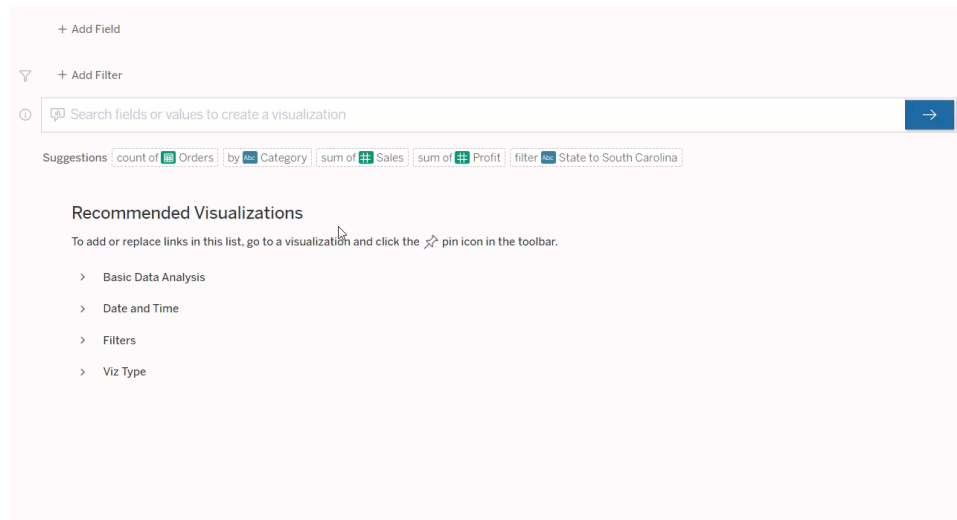 + Add Field
+ Add Filter
Search fields or values to create a visualization
Suggestions count of Orders by Abc Category sum of # Sales sum of # Profit filter Abc State to South Carolina
Recommended Visualizations
To add or replace links in this list, go to a visualization and click the pin icon in the toolbar.
> Basic Data Analysis
> Date and Time
> Filters
> Viz Type